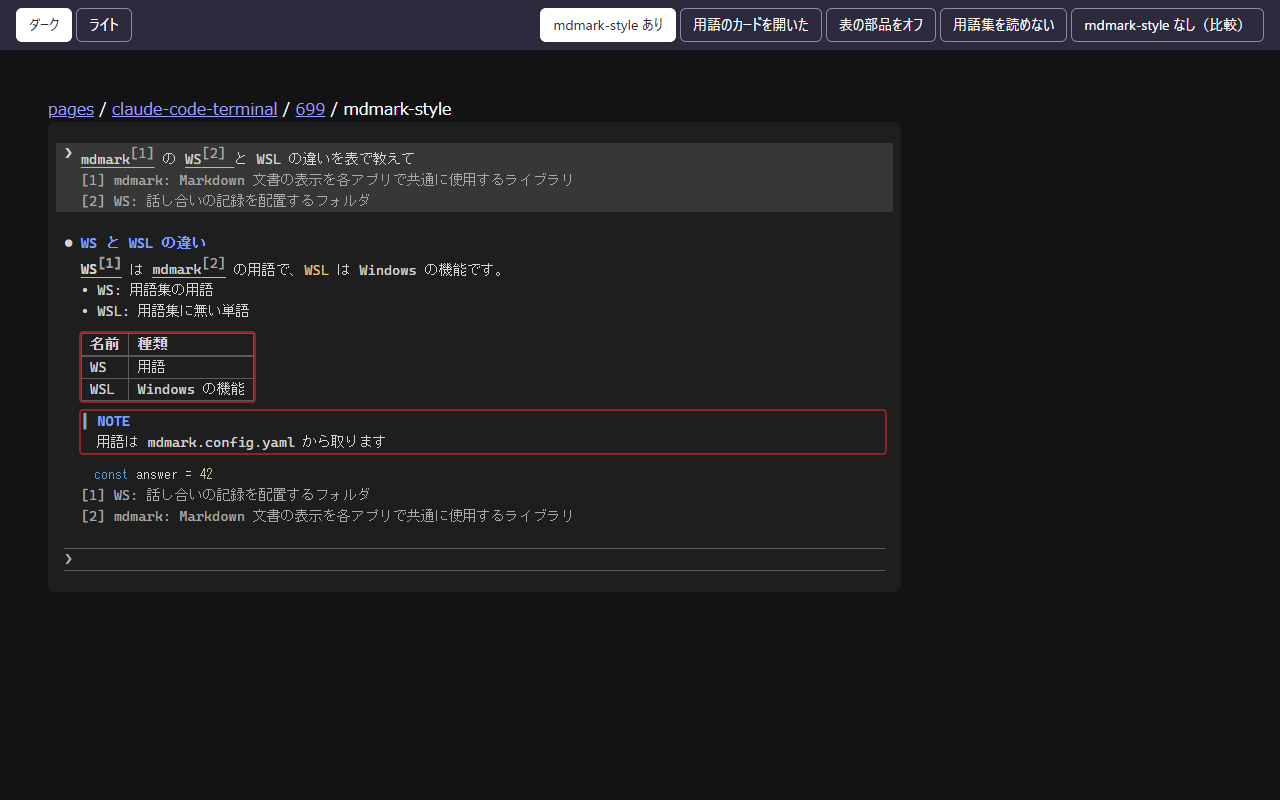 ダーク ライト mdmark-style あり 用語のカードを開いた 表の部品をオフ 用語集を読めない mdmark-style なし（比較）
pages / claude-code-terminal / 699 / mdmark-style
❯ mdmark[1] の WS[2] と WSL の違いを表で教えて
[1] mdmark: Markdown 文書の表示を各アプリで共通に使用するライブラリ
[2] WS: 話し合いの記録を配置するフォルダ
● WS と WSL の違い
WS[1] は mdmark[2] の用語で、WSL は Windows の機能です。
• WS: 用語集の用語
• WSL: 用語集に無い単語
名前 種類
WS 用語
WSL Windows の機能
NOTE
用語は mdmark.config.yaml から取ります
const answer = 42
[1] WS: 話し合いの記録を配置するフォルダ
[2] mdmark: Markdown 文書の表示を各アプリで共通に使用するライブラリ
❯